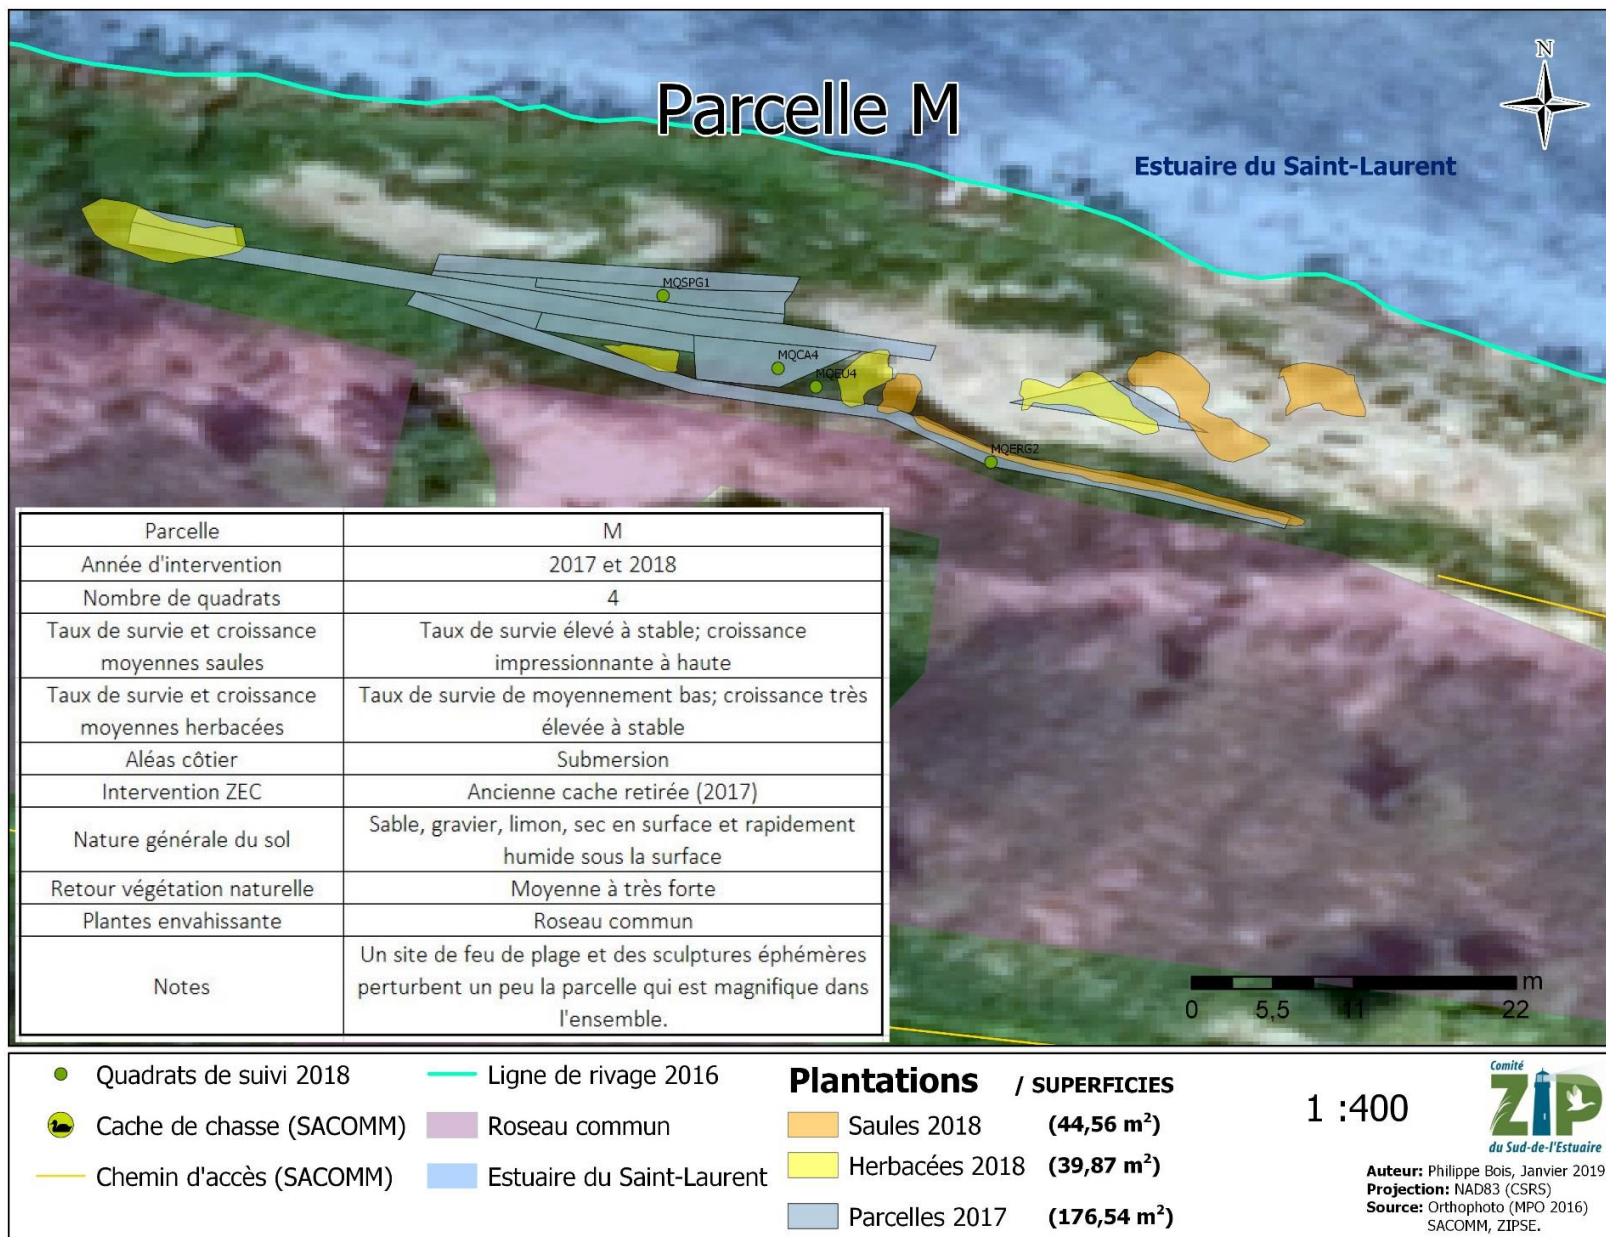 Parcelle M
N
Estuaire du Saint-Laurent
MQSPG1
MQCA4
MQEU4
MQERG2
Parcelle M
Année d'intervention 2017 et 2018
Nombre de quadrats 4
Taux de survie et croissance
moyennes saules
Taux de survie élevé à stable; croissance
impressionnante à haute
Taux de survie et croissance
moyennes herbacées
Taux de survie de moyennement bas; croissance très
élevée à stable
Aléas côtier Submersion
Intervention ZEC Ancienne cache retirée (2017)
Nature générale du sol
Sable, gravier, limon, sec en surface et rapidement
humide sous la surface
Retour végétation naturelle Moyenne à très forte
Plantes envahissante Roseau commun
Notes
Un site de feu de plage et des sculptures éphémères
perturbent un peu la parcelle qui est magnifique dans
l'ensemble.
m
0 5,5 11 22
Quadrats de suivi 2018
Cache de chasse (SACOMM)
Chemin d'accès (SACOMM)
Ligne de rivage 2016
Roseau commun
Estuaire du Saint-Laurent
Plantations / SUPERFICIES
Saules 2018 (44,56 m²)
Herbacées 2018 (39,87 m²)
Parcelles 2017 (176,54 m²)
1 :400
Comité
ZIP
du Sud-de-l'Estuaire
Auteur: Philippe Bois, Janvier 2019
Projection: NAD83 (CSRS)
Source: Orthophoto (MPO 2016)
SACOMM, ZIPSE.